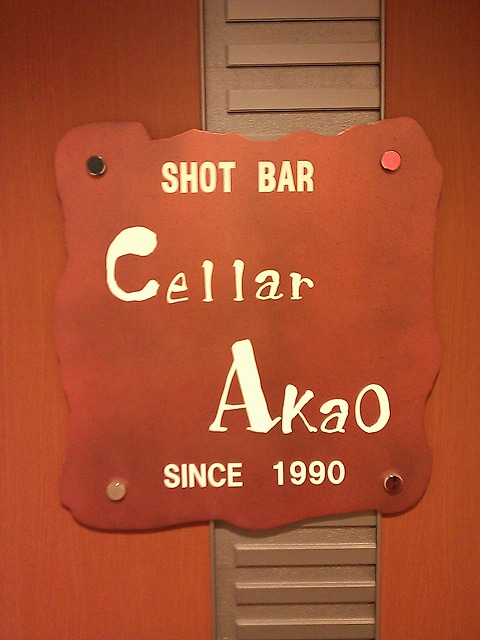 SHOT BAR
Cellar
Akao
SINCE 1990